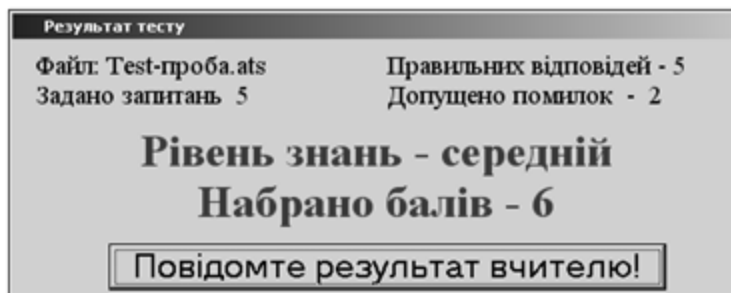 Результат тесту
Файл: Test-проба.ats
Правильних відповідей - 5
Задано запитань 5
Допущено помилок - 2
Рівень знань - середній
Набрано балів - 6
Повідомте результат вчителю!